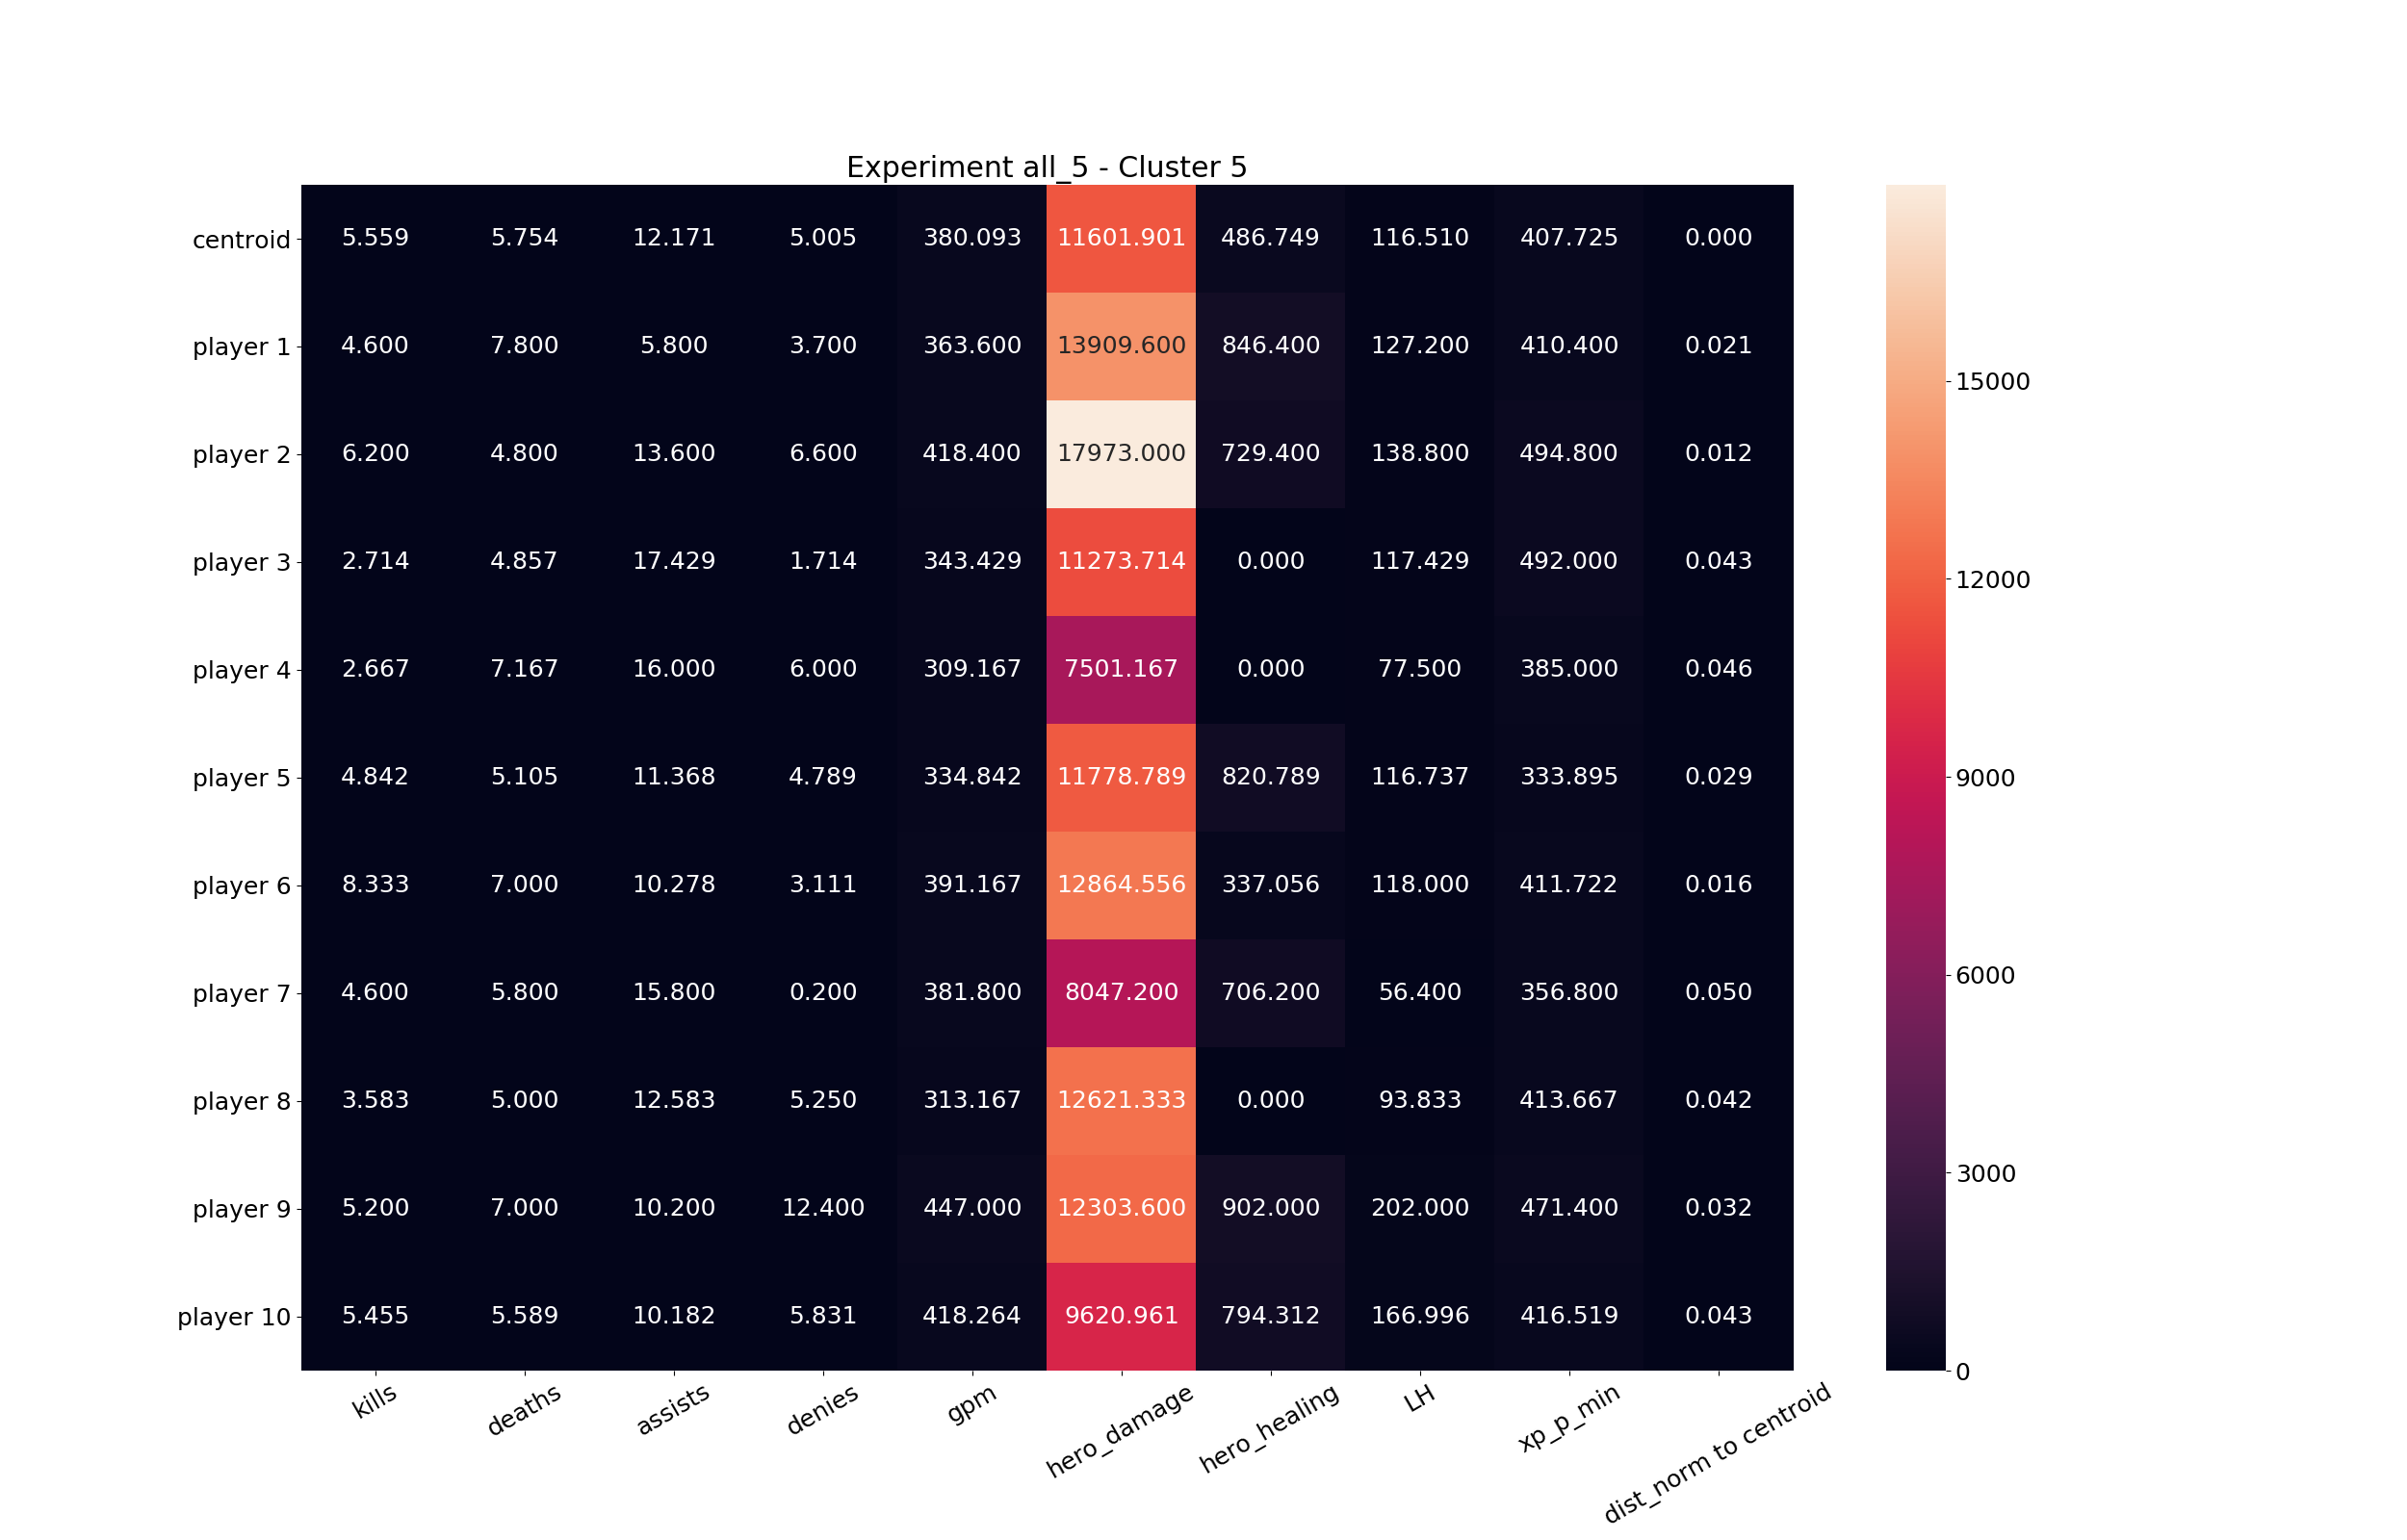 Experiment all_5 - Cluster 5
centroid 5.559 5.754 12.171 5.005 380.093 11601.901 486.749 116.510 407.725 0.000
player 1 4.600 7.800 5.800 3.700 363.600 13909.600 846.400 127.200 410.400 0.021
player 2 6.200 4.800 13.600 6.600 418.400 17973.000 729.400 138.800 494.800 0.012
player 3 2.714 4.857 17.429 1.714 343.429 11273.714 0.000 117.429 492.000 0.043
player 4 2.667 7.167 16.000 6.000 309.167 7501.167 0.000 77.500 385.000 0.046
player 5 4.842 5.105 11.368 4.789 334.842 11778.789 820.789 116.737 333.895 0.029
player 6 8.333 7.000 10.278 3.111 391.167 12864.556 337.056 118.000 411.722 0.016
player 7 4.600 5.800 15.800 0.200 381.800 8047.200 706.200 56.400 356.800 0.050
player 8 3.583 5.000 12.583 5.250 313.167 12621.333 0.000 93.833 413.667 0.042
player 9 5.200 7.000 10.200 12.400 447.000 12303.600 902.000 202.000 471.400 0.032
player 10 5.455 5.589 10.182 5.831 418.264 9620.961 794.312 166.996 416.519 0.043
kills deaths assists denies gpm hero_damage hero_healing LH xp_p_min dist_norm to centroid
15000
12000
9000
6000
3000
0